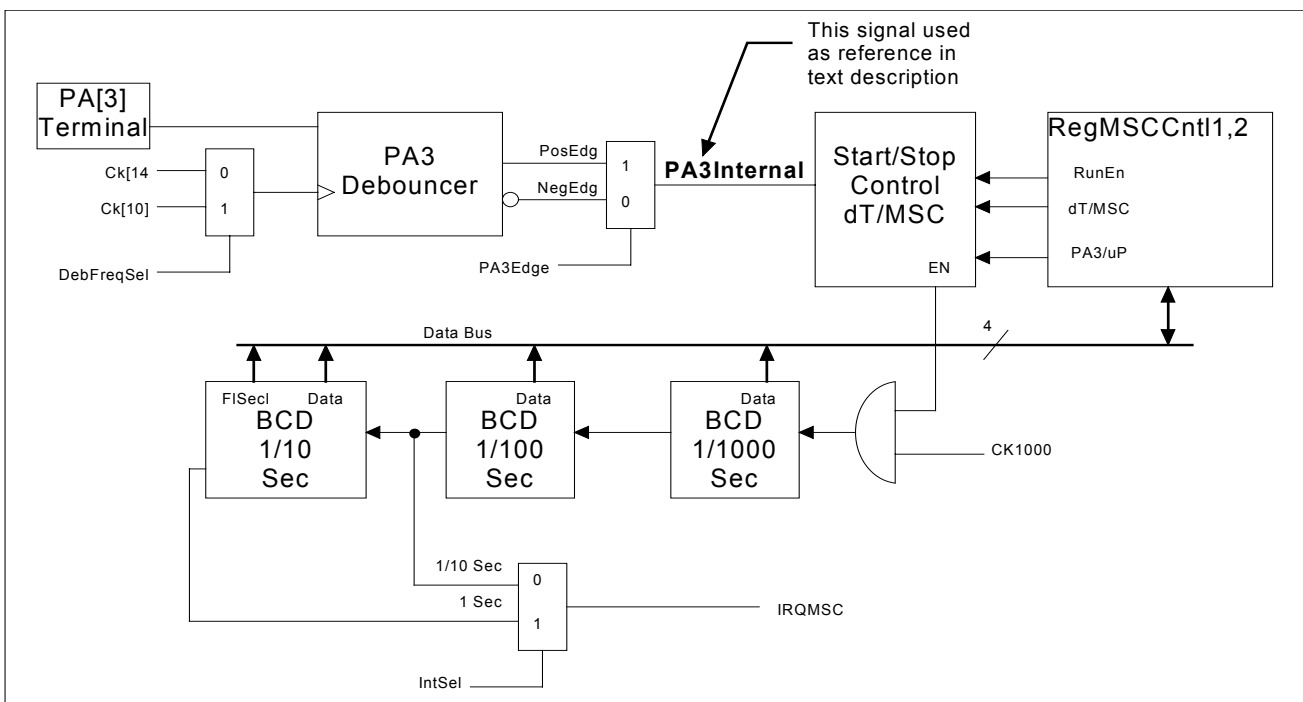 This signal used
as reference in
text description
PA[3]
Terminal
RegMSCCntl1,2
PA3
Debouncer
PosEdg
NegEdg
1
0
PA3Internal
Start/Stop
Control
dT/MSC
EN
RunEn
dT/MSC
PA3/uP
Ck[14
Ck[10]
0
1
DebFreqSel
PA3Edge
Data Bus
4
FlSecl
Data
BCD
1/10
Sec
Data
BCD
1/100
Sec
Data
BCD
1/1000
Sec
CK1000
1/10 Sec
1 Sec
0
1
IRQMSC
IntSel